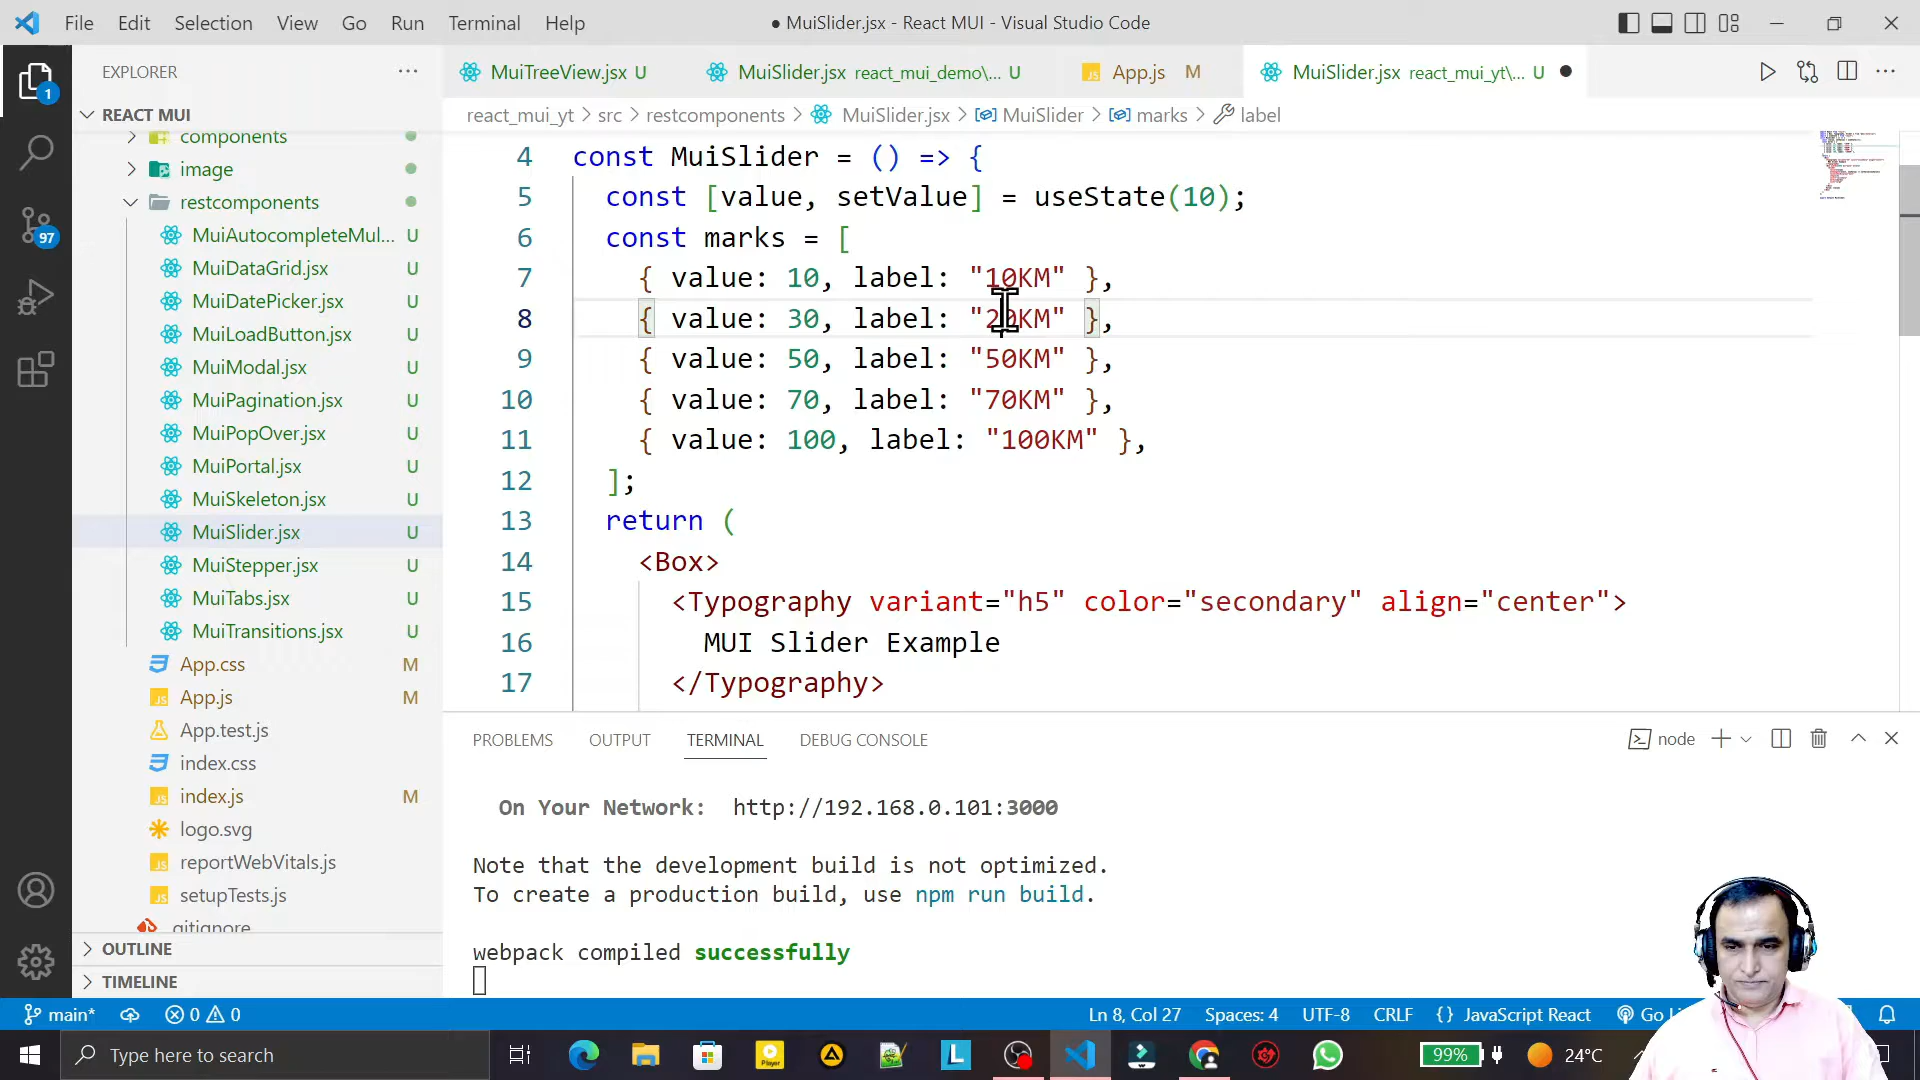 File Edit Selection View Go Run Terminal Help ● MuiSlider.jsx - React MUI - Visual Studio Code
EXPLORER
MuiTreeView.jsx U MuiSlider.jsx react_mui_demo\... U App.js M MuiSlider.jsx react_mui_yt\... U
REACT MUI
react_mui_yt > src > restcomponents > MuiSlider.jsx > MuiSlider > marks > label
components
image
restcomponents
MuiAutocompleteMul... U
MuiDataGrid.jsx U
MuiDatePicker.jsx U
MuiLoadButton.jsx U
MuiModal.jsx U
MuiPagination.jsx U
MuiPopOver.jsx U
MuiPortal.jsx U
MuiSkeleton.jsx U
MuiSlider.jsx U
MuiStepper.jsx U
MuiTabs.jsx U
MuiTransitions.jsx U
App.css M
App.js M
App.test.js
index.css
index.js M
logo.svg
reportWebVitals.js
setupTests.js
.gitignore
OUTLINE
TIMELINE
1
97
4 const MuiSlider = () => {
5 const [value, setValue] = useState(10);
6 const marks = [
7 { value: 10, label: "10KM" },
8 { value: 30, label: "20KM" },
9 { value: 50, label: "50KM" },
10 { value: 70, label: "70KM" },
11 { value: 100, label: "100KM" },
12 ];
13 return (
14 <Box>
15 <Typography variant="h5" color="secondary" align="center">
16 MUI Slider Example
17 </Typography>
PROBLEMS OUTPUT TERMINAL DEBUG CONSOLE
node
On Your Network: http://192.168.0.101:3000
Note that the development build is not optimized.
To create a production build, use npm run build.
webpack compiled successfully
main* 0 0
Ln 8, Col 27 Spaces: 4 UTF-8 CRLF {} JavaScript React Go
Type here to search
99% 24°C